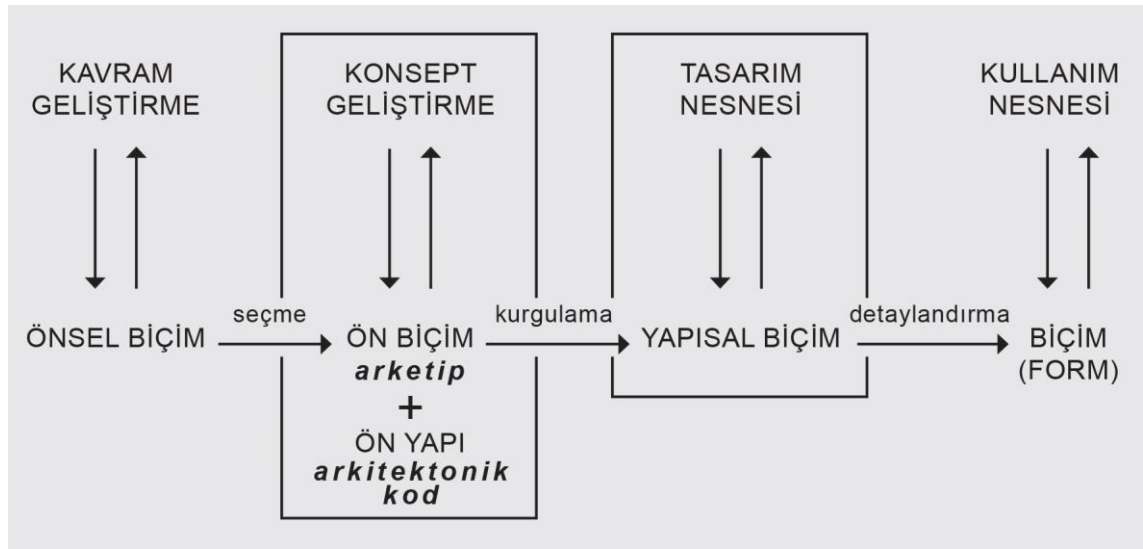 KAVRAM
GELİŞTİRME
KONSEPT
GELİŞTİRME
TASARIM
NESNESİ
KULLANIM
NESNESİ
ÖNSEL BİÇİM
seçme
ÖN BİÇİM
arketip
+
ÖN YAPI
arkitektonik
kod
kurgulama
YAPISAL BİÇİM
detaylandırma
BİÇİM
(FORM)